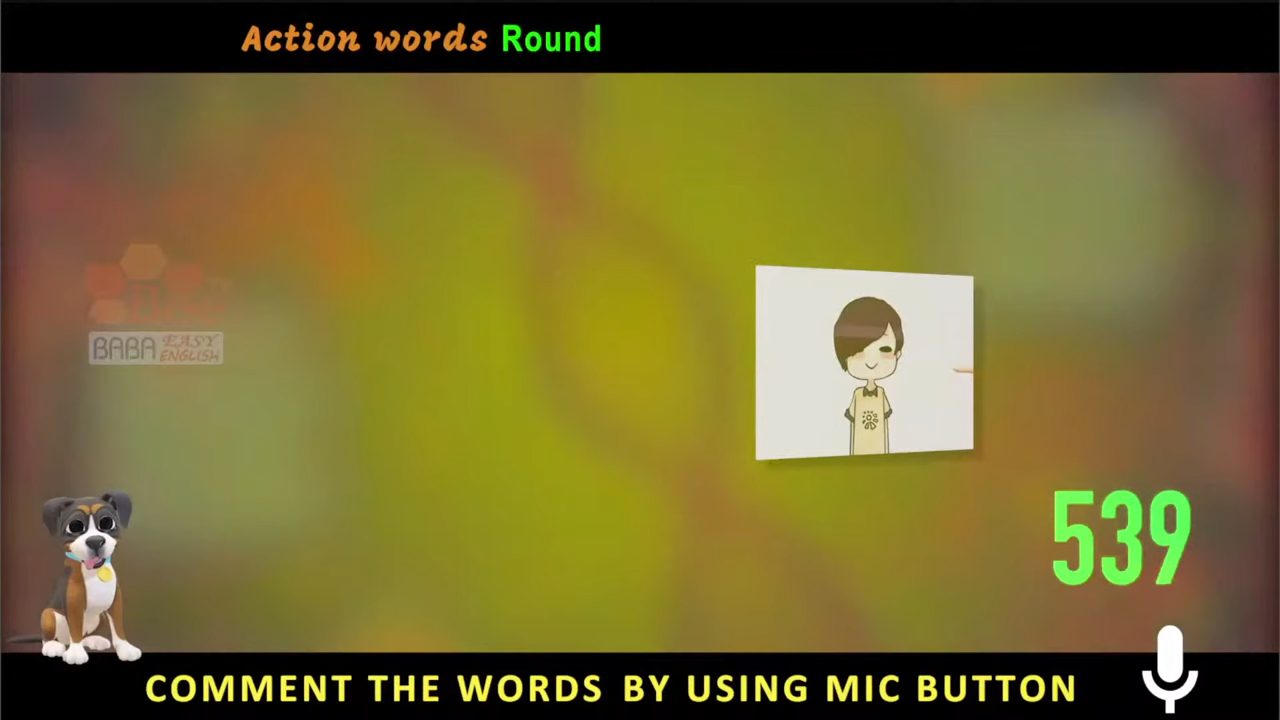 Action words Round
BABA EASY
ENGLISH
539
COMMENT THE WORDS BY USING MIC BUTTON